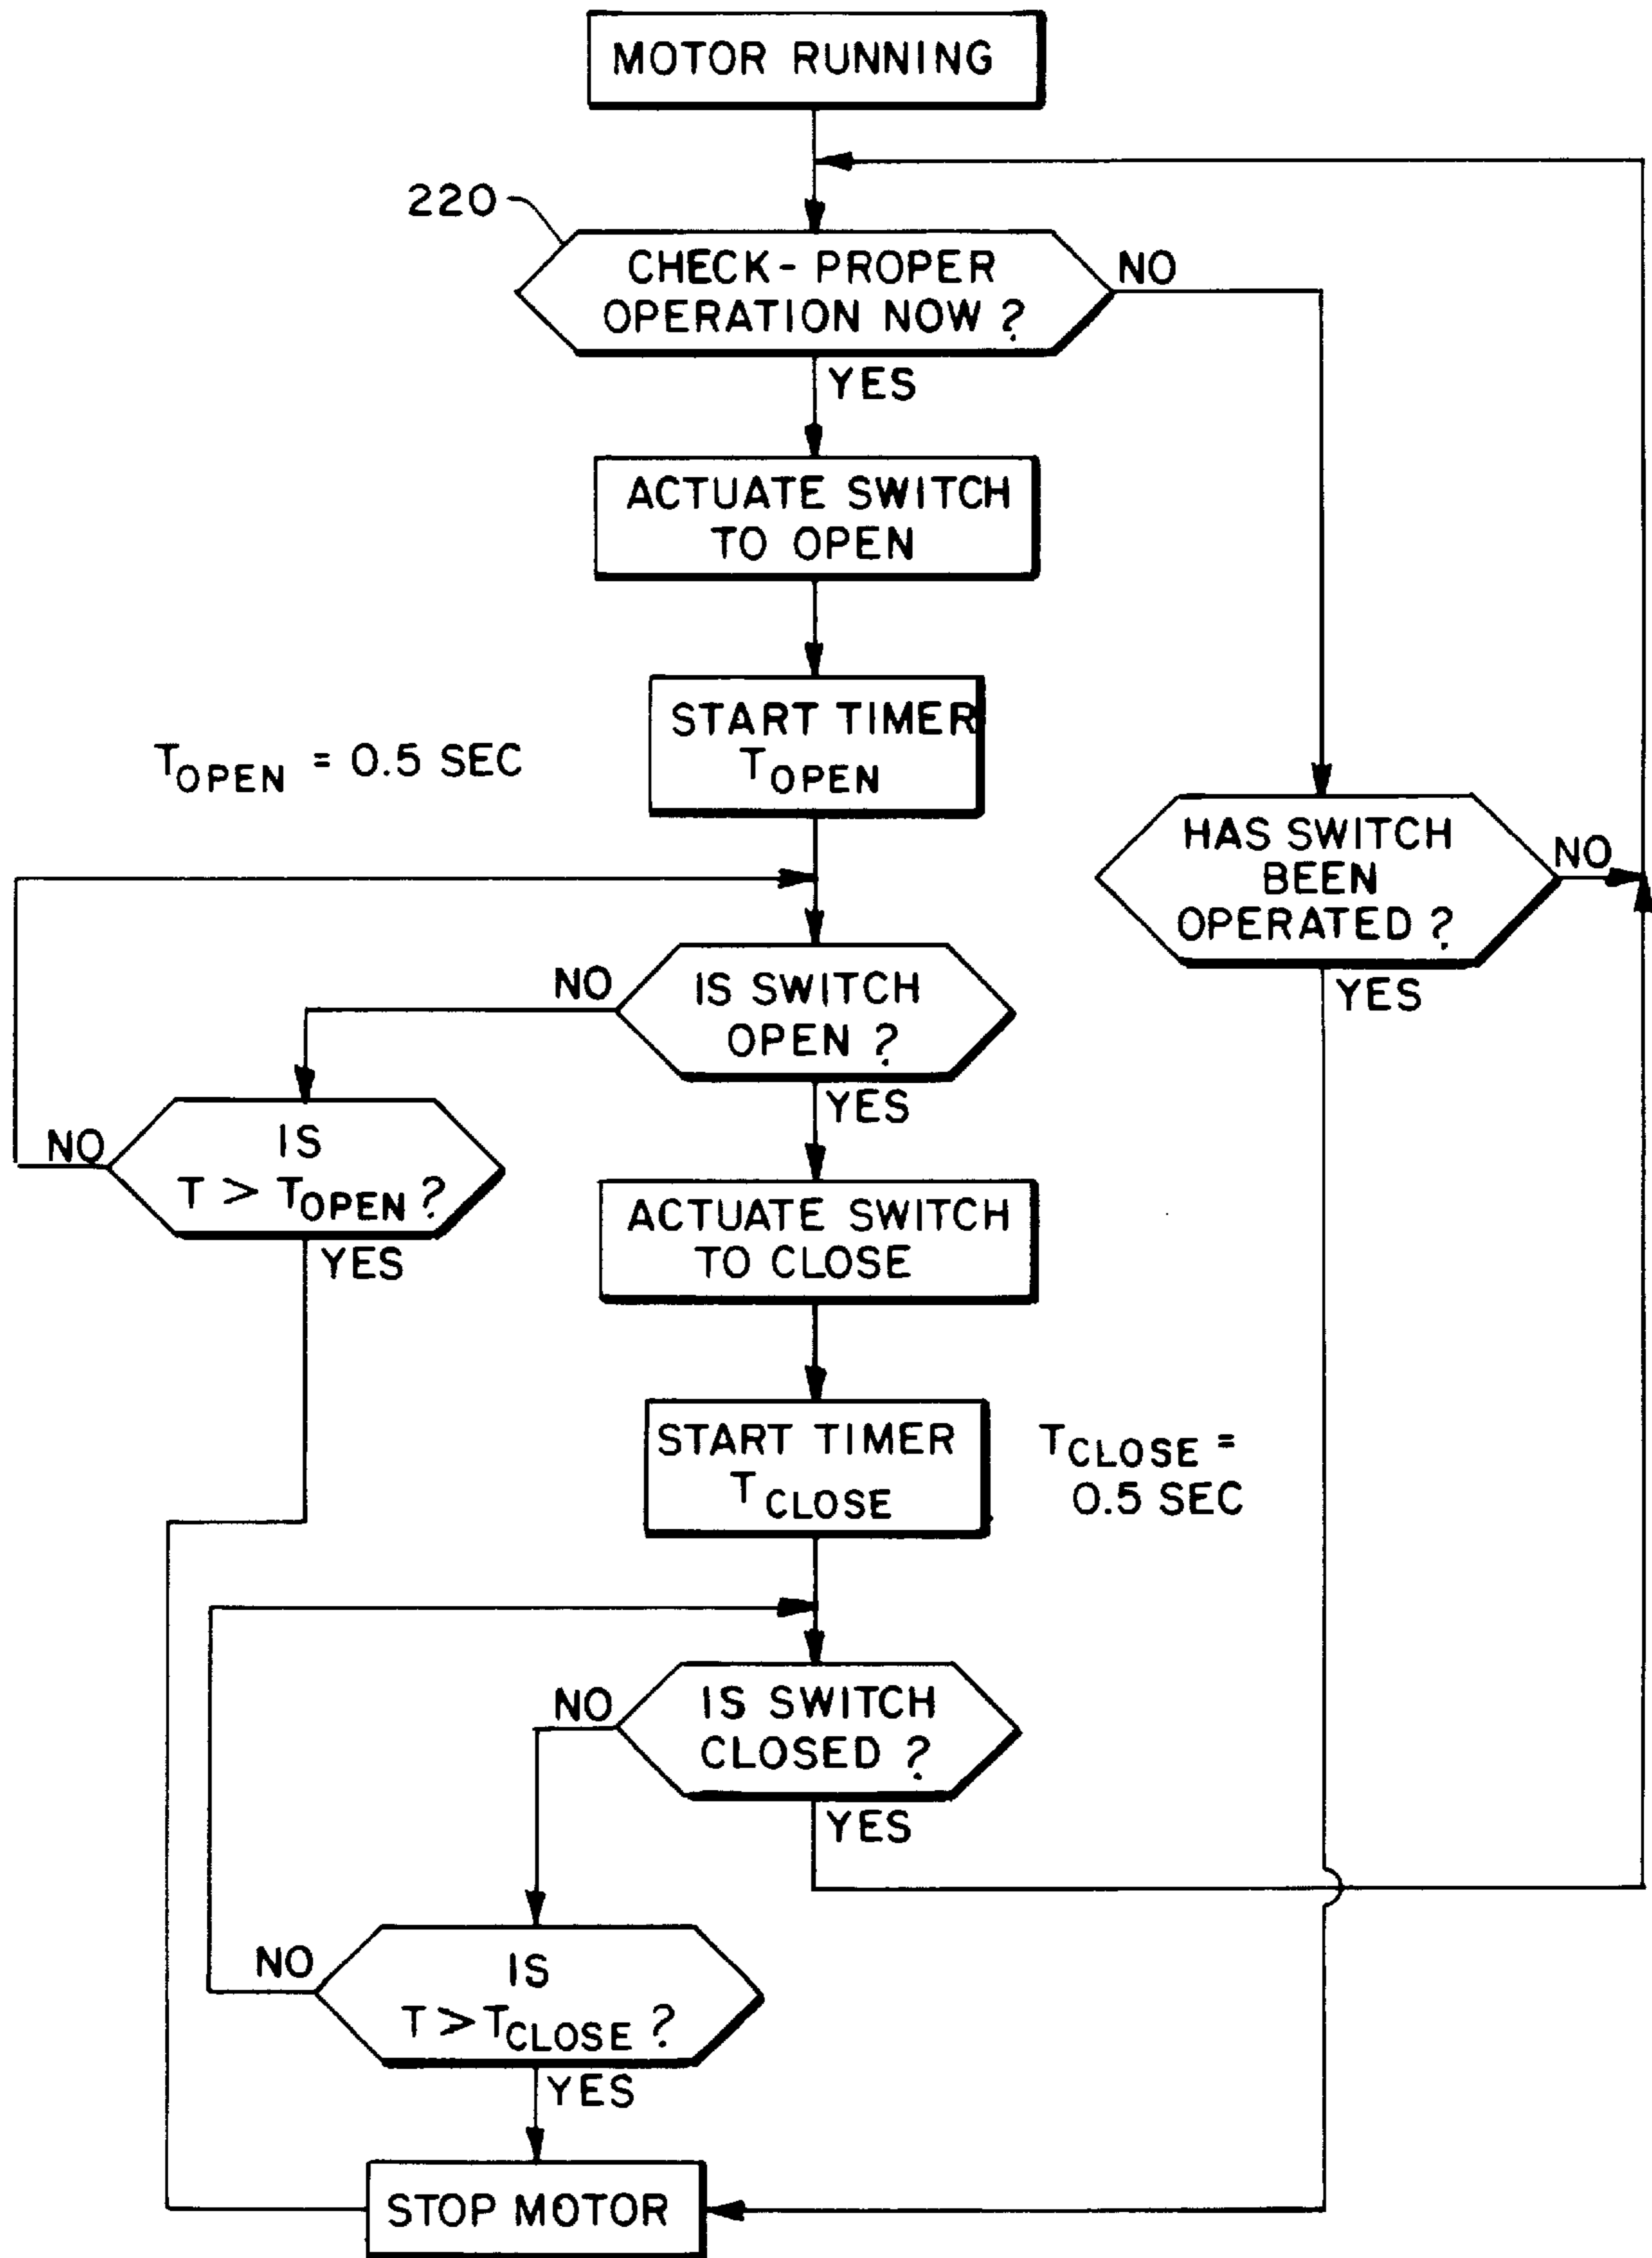 MOTOR RUNNING
220
CHECK- PROPER
OPERATION NOW ?
NO
YES
ACTUATE SWITCH
TO OPEN
START TIMER
TOPEN
TOPEN = 0.5 SEC
HAS SWITCH
BEEN
OPERATED ?
NO
YES
IS SWITCH
OPEN ?
NO
YES
IS
T > TOPEN ?
NO
YES
ACTUATE SWITCH
TO CLOSE
START TIMER
TCLOSE
TCLOSE =
0.5 SEC
IS SWITCH
CLOSED ?
NO
YES
IS
T > TCLOSE ?
NO
YES
STOP MOTOR